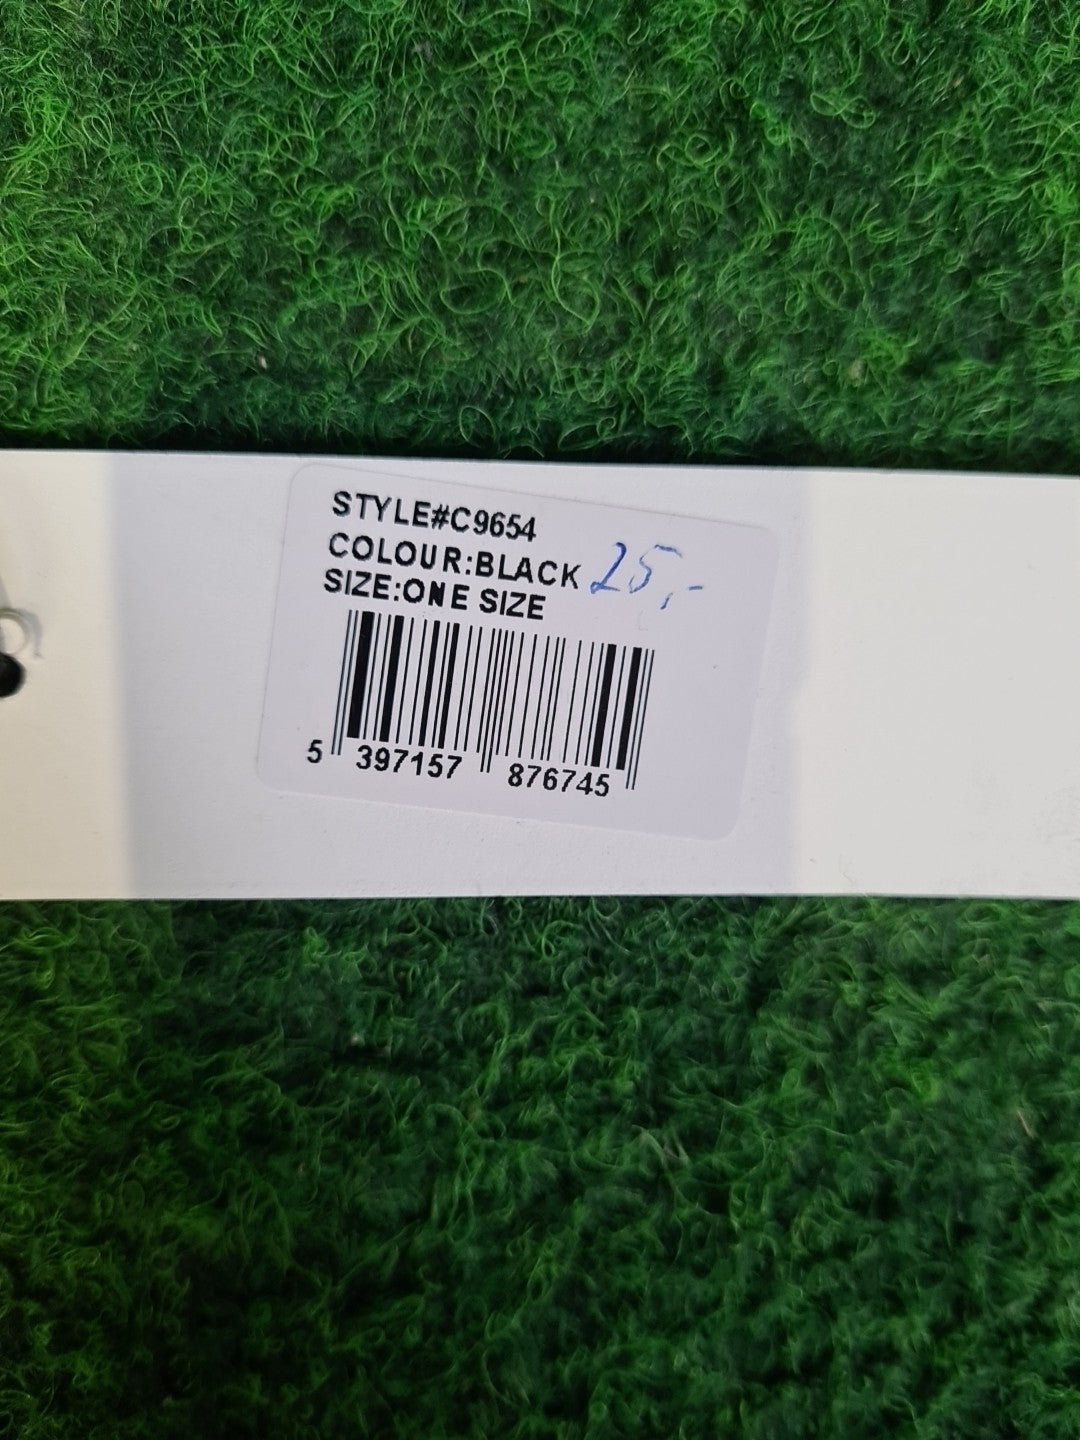 STYLE#C9654
COLOUR:BLACK 25,-
SIZE:ONE SIZE
5 397157 876745